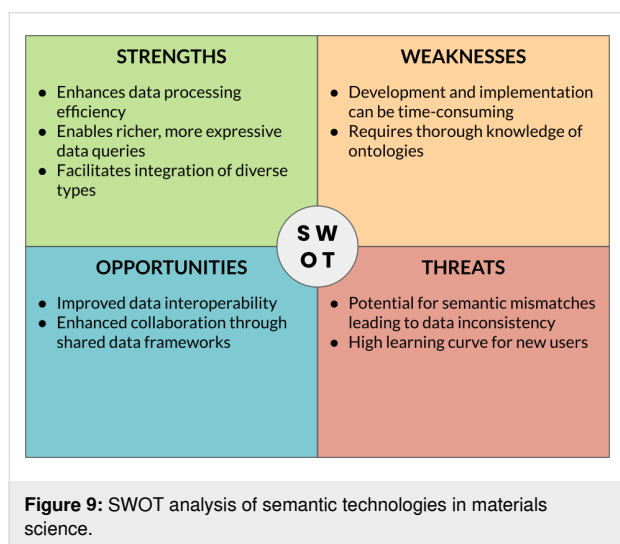 STRENGTHS
● Enhances data processing
efficiency
● Enables richer, more expressive
data queries
● Facilitates integration of diverse
types
WEAKNESSES
● Development and implementation
can be time-consuming
● Requires thorough knowledge of
ontologies
S W
O T
OPPORTUNITIES
● Improved data interoperability
● Enhanced collaboration through
shared data frameworks
THREATS
● Potential for semantic mismatches
leading to data inconsistency
● High learning curve for new users
Figure 9: SWOT analysis of semantic technologies in materials
science.